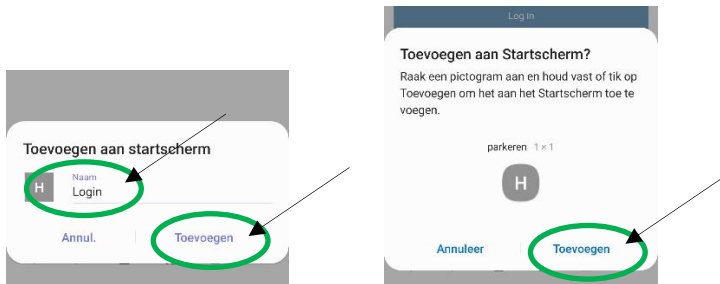 Toevoegen aan startscherm
H
Naam
Login
Annul.
Toevoegen
Log in
Toevoegen aan Startscherm?
Raak een pictogram aan en houd vast of tik op
Toevoegen om het aan het Startscherm toe te
voegen.
parkeren 1 × 1
H
Annuleer
Toevoegen